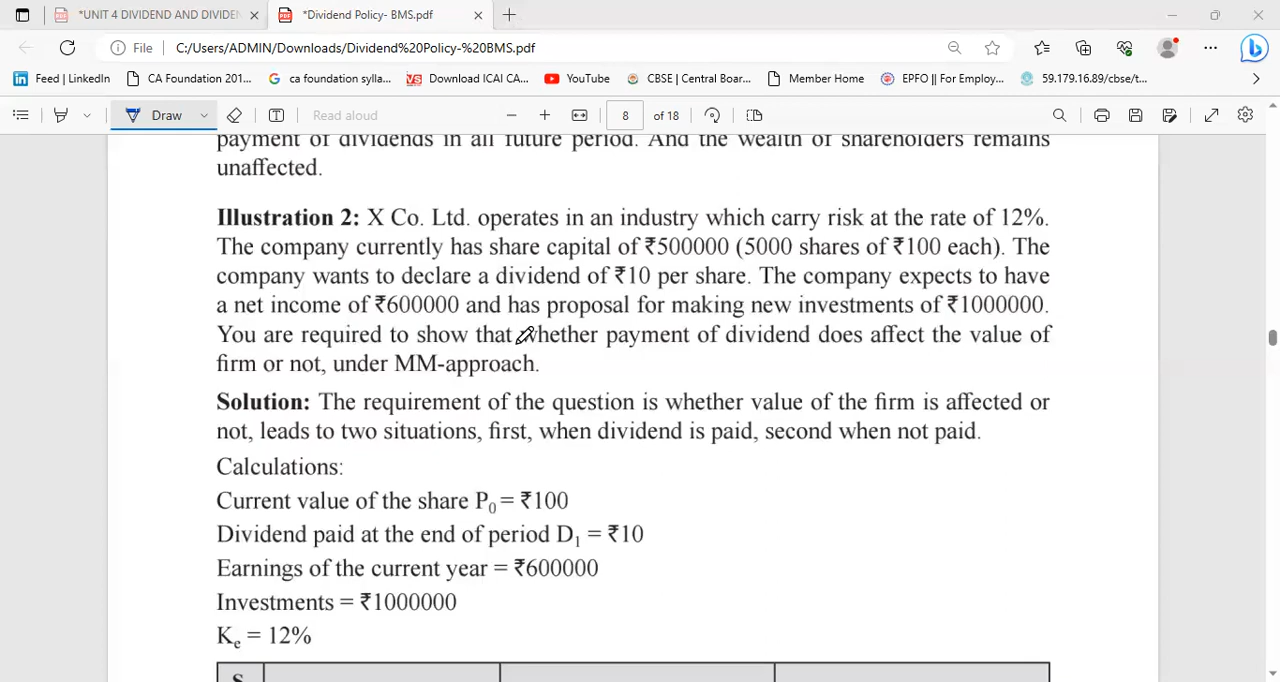 *UNIT 4 DIVIDEND AND DIVIDEN
*Dividend Policy- BMS.pdf
File C:/Users/ADMIN/Downloads/Dividend%20Policy-%20BMS.pdf
Feed | LinkedIn CA Foundation 201... ca foundation sylla... Download ICAI CA... YouTube CBSE | Central Boar... Member Home EPFO || For Employ... 59.179.16.89/cbse/t...
Draw Read aloud 8 of 18
payment of dividends in all future period. And the wealth of shareholders remains
unaffected.
Illustration 2: X Co. Ltd. operates in an industry which carry risk at the rate of 12%.
The company currently has share capital of ₹500000 (5000 shares of ₹100 each). The
company wants to declare a dividend of ₹10 per share. The company expects to have
a net income of ₹600000 and has proposal for making new investments of ₹1000000.
You are required to show that whether payment of dividend does affect the value of
firm or not, under MM-approach.
Solution: The requirement of the question is whether value of the firm is affected or
not, leads to two situations, first, when dividend is paid, second when not paid.
Calculations:
Current value of the share P₀ = ₹100
Dividend paid at the end of period D₁ = ₹10
Earnings of the current year = ₹600000
Investments = ₹1000000
Kₑ = 12%
S